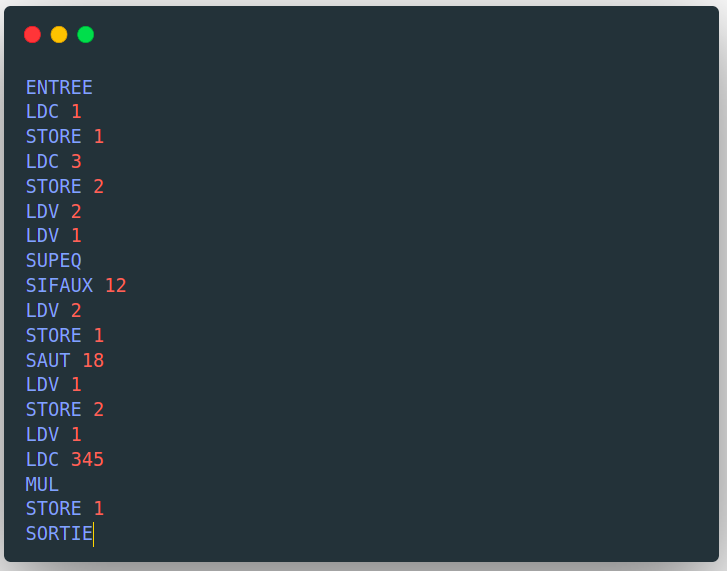 ENTREE
LDC 1
STORE 1
LDC 3
STORE 2
LDV 2
LDV 1
SUPEQ
SIFAUX 12
LDV 2
STORE 1
SAUT 18
LDV 1
STORE 2
LDV 1
LDC 345
MUL
STORE 1
SORTIE